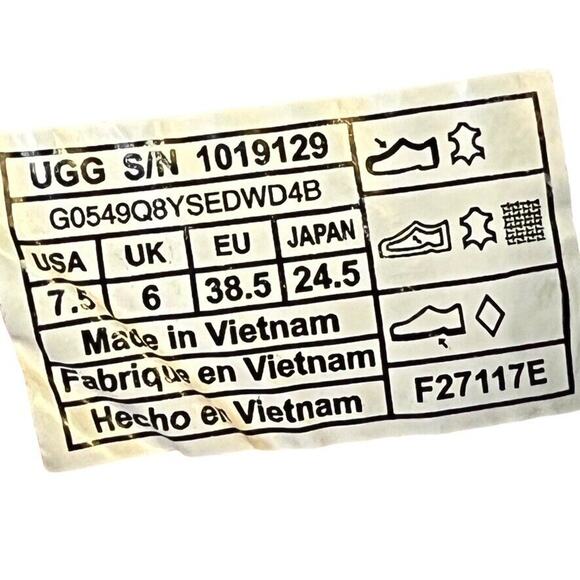 UGG S/N 1019129
G0549Q8YSEDWD4B
USA UK EU JAPAN
7.5 6 38.5 24.5
Made in Vietnam
Fabrique en Vietnam
Hecho en Vietnam
F27117E